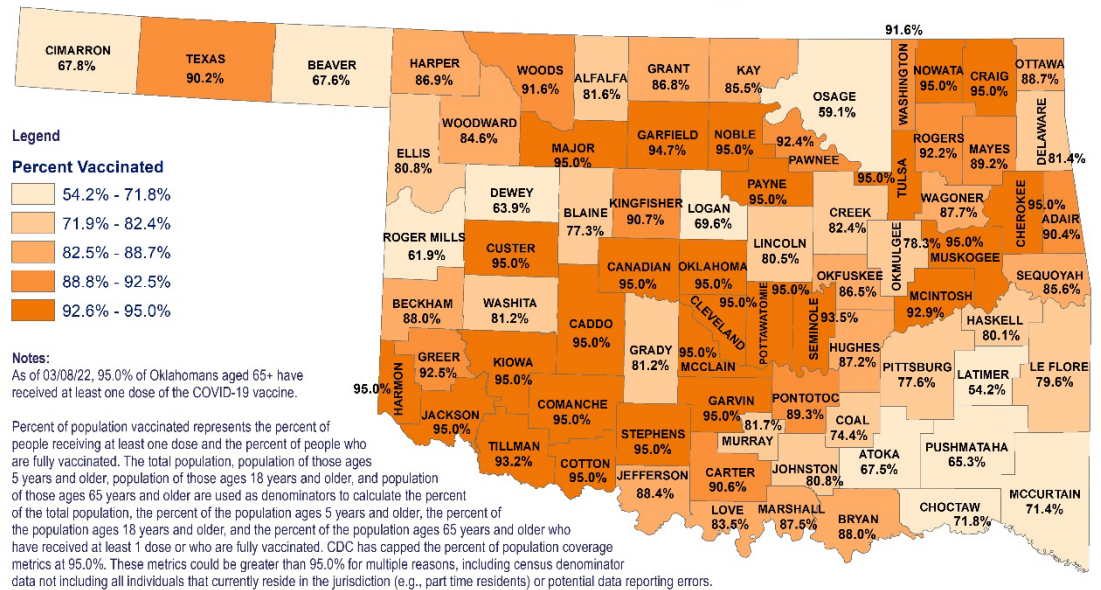 91.6%
CIMARRON
67.8%
TEXAS
90.2%
BEAVER
67.6%
HARPER
86.9%
WOODS
91.6%
ALFALFA
81.6%
GRANT
86.8%
KAY
85.5%
OSAGE
59.1%
WASHINGTON
NOWATA
95.0%
CRAIG
95.0%
OTTAWA
88.7%
WOODWARD
84.6%
ELLIS
80.8%
MAJOR
95.0%
GARFIELD
94.7%
NOBLE
95.0%
92.4%
PAWNEE
ROGERS
92.2%
MAYES
89.2%
DELAWARE
81.4%
DEWEY
63.9%
BLAINE
77.3%
KINGFISHER
90.7%
LOGAN
69.6%
PAYNE
95.0%
95.0%
TULSA
CREEK
82.4%
WAGONER
87.7%
CHEROKEE
95.0%
ADAIR
90.4%
ROGER MILLS
61.9%
CUSTER
95.0%
CANADIAN
95.0%
OKLAHOMA
95.0%
LINCOLN
80.5%
OKMULGEE
78.3%
95.0%
MUSKOGEE
BECKHAM
88.0%
WASHITA
81.2%
CADDO
95.0%
GRADY
81.2%
95.0%
CLEVELAND
95.0%
POTTAWATOMIE
SEMINOLE
93.5%
OKFUSKEE
86.5%
MCINTOSH
92.9%
SEQUOYAH
85.6%
HASKELL
80.1%
GREER
92.5%
KIOWA
95.0%
95.0%
MCCLAIN
HUGHES
87.2%
PITTSBURG
77.6%
LATIMER
54.2%
LE FLORE
79.6%
95.0%
HARMON
JACKSON
95.0%
COMANCHE
95.0%
GARVIN
95.0%
PONTOTOC
89.3%
COAL
74.4%
TILLMAN
93.2%
COTTON
95.0%
STEPHENS
95.0%
81.7%
MURRAY
ATOKA
67.5%
PUSHMATAHA
65.3%
JEFFERSON
88.4%
CARTER
90.6%
JOHNSTON
80.8%
LOVE
83.5%
MARSHALL
87.5%
BRYAN
88.0%
CHOCTAW
71.8%
MCCURTAIN
71.4%
Legend
Percent Vaccinated
54.2% - 71.8%
71.9% - 82.4%
82.5% - 88.7%
88.8% - 92.5%
92.6% - 95.0%
Notes:
As of 03/08/22, 95.0% of Oklahomans aged 65+ have
received at least one dose of the COVID-19 vaccine.
Percent of population vaccinated represents the percent of
people receiving at least one dose and the percent of people who
are fully vaccinated. The total population, population of those ages
5 years and older, population of those ages 18 years and older, and population
of those ages 65 years and older are used as denominators to calculate the percent
of the total population, the percent of the population ages 5 years and older, the percent of
the population ages 18 years and older, and the percent of the population ages 65 years and older who
have received at least 1 dose or who are fully vaccinated. CDC has capped the percent of population coverage
metrics at 95.0%. These metrics could be greater than 95.0% for multiple reasons, including census denominator
data not including all individuals that currently reside in the jurisdiction (e.g., part time residents) or potential data reporting errors.